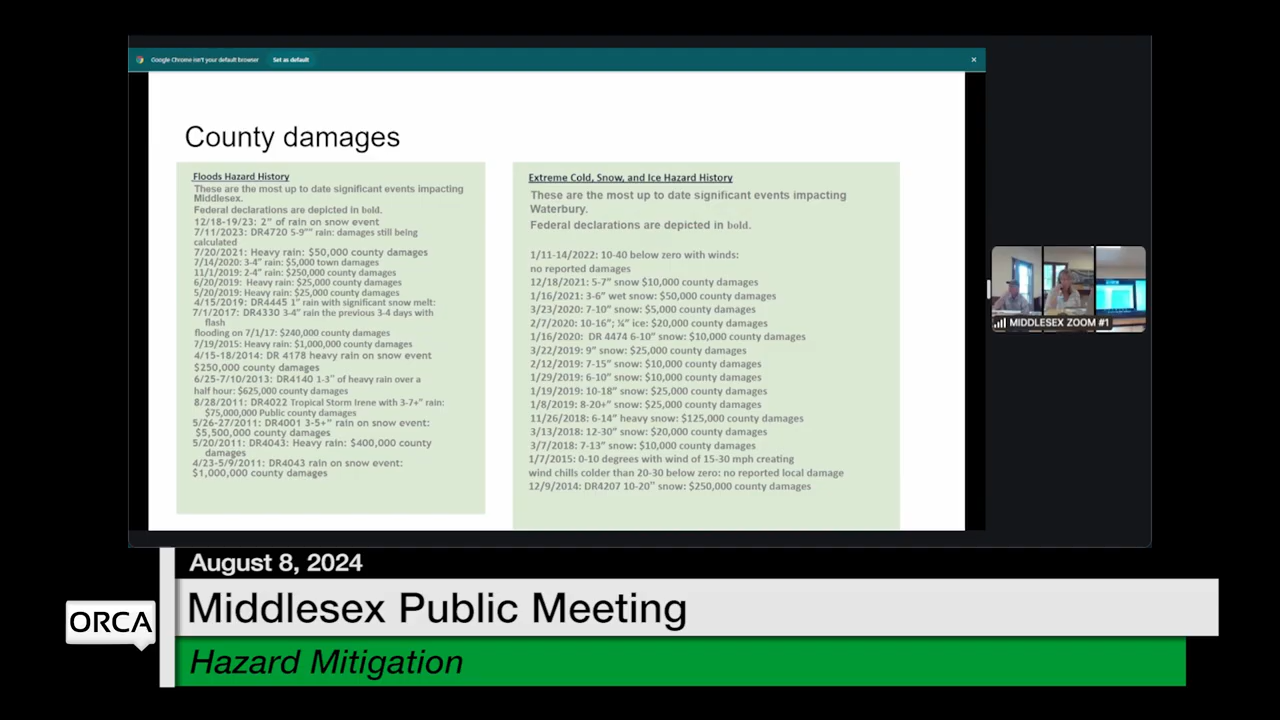 Google Chrome isn't your default browser Set as default ×
County damages
Floods Hazard History
These are the most up to date significant events impacting
Middlesex.
Federal declarations are depicted in bold.
12/18-19/23: 2" of rain on snow event
7/11/2023: DR4720 5-9"" rain: damages still being
calculated
7/20/2021: Heavy rain: $50,000 county damages
7/14/2020: 3-4" rain: $5,000 town damages
11/1/2019: 2-4" rain: $250,000 county damages
6/20/2019: Heavy rain: $25,000 county damages
5/20/2019: Heavy rain: $25,000 county damages
4/15/2019: DR4445 1" rain with significant snow melt:
7/1/2017: DR4330 3-4" rain the previous 3-4 days with
flash
flooding on 7/1/17: $240,000 county damages
7/19/2015: Heavy rain: $1,000,000 county damages
4/15-18/2014: DR 4178 heavy rain on snow event
$250,000 county damages
6/25-7/10/2013: DR4140 1-3" of heavy rain over a
half hour: $625,000 county damages
8/28/2011: DR4022 Tropical Storm Irene with 3-7+" rain:
$75,000,000 Public county damages
5/26-27/2011: DR4001 3-5+" rain on snow event:
$5,500,000 county damages
5/20/2011: DR4043: Heavy rain: $400,000 county
damages
4/23-5/9/2011: DR4043 rain on snow event:
$1,000,000 county damages
Extreme Cold, Snow, and Ice Hazard History
These are the most up to date significant events impacting
Waterbury.
Federal declarations are depicted in bold.
1/11-14/2022: 10-40 below zero with winds:
no reported damages
12/18/2021: 5-7" snow $10,000 county damages
1/16/2021: 3-6" wet snow: $50,000 county damages
3/23/2020: 7-10" snow: $5,000 county damages
2/7/2020: 10-16"; ¼" ice: $20,000 county damages
1/16/2020: DR 4474 6-10" snow: $10,000 county damages
3/22/2019: 9" snow: $25,000 county damages
2/12/2019: 7-15" snow: $10,000 county damages
1/29/2019: 6-10" snow: $10,000 county damages
1/19/2019: 10-18" snow: $25,000 county damages
1/8/2019: 8-20+" snow: $25,000 county damages
11/26/2018: 6-14" heavy snow: $125,000 county damages
3/13/2018: 12-30" snow: $20,000 county damages
3/7/2018: 7-13" snow: $10,000 county damages
1/7/2015: 0-10 degrees with wind of 15-30 mph creating
wind chills colder than 20-30 below zero: no reported local damage
12/9/2014: DR4207 10-20" snow: $250,000 county damages
MIDDLESEX ZOOM #1
August 8, 2024
ORCA
Middlesex Public Meeting
Hazard Mitigation